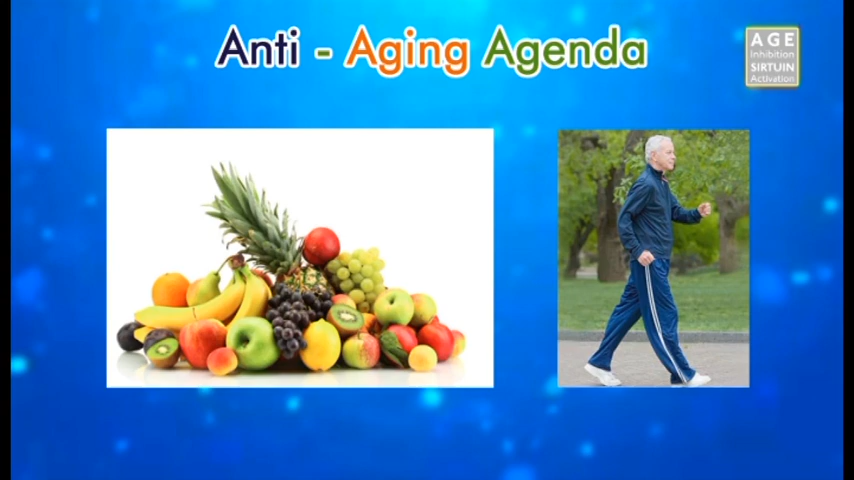 Anti - Aging Agenda
AGE
Inhibition
SIRTUIN
Activation